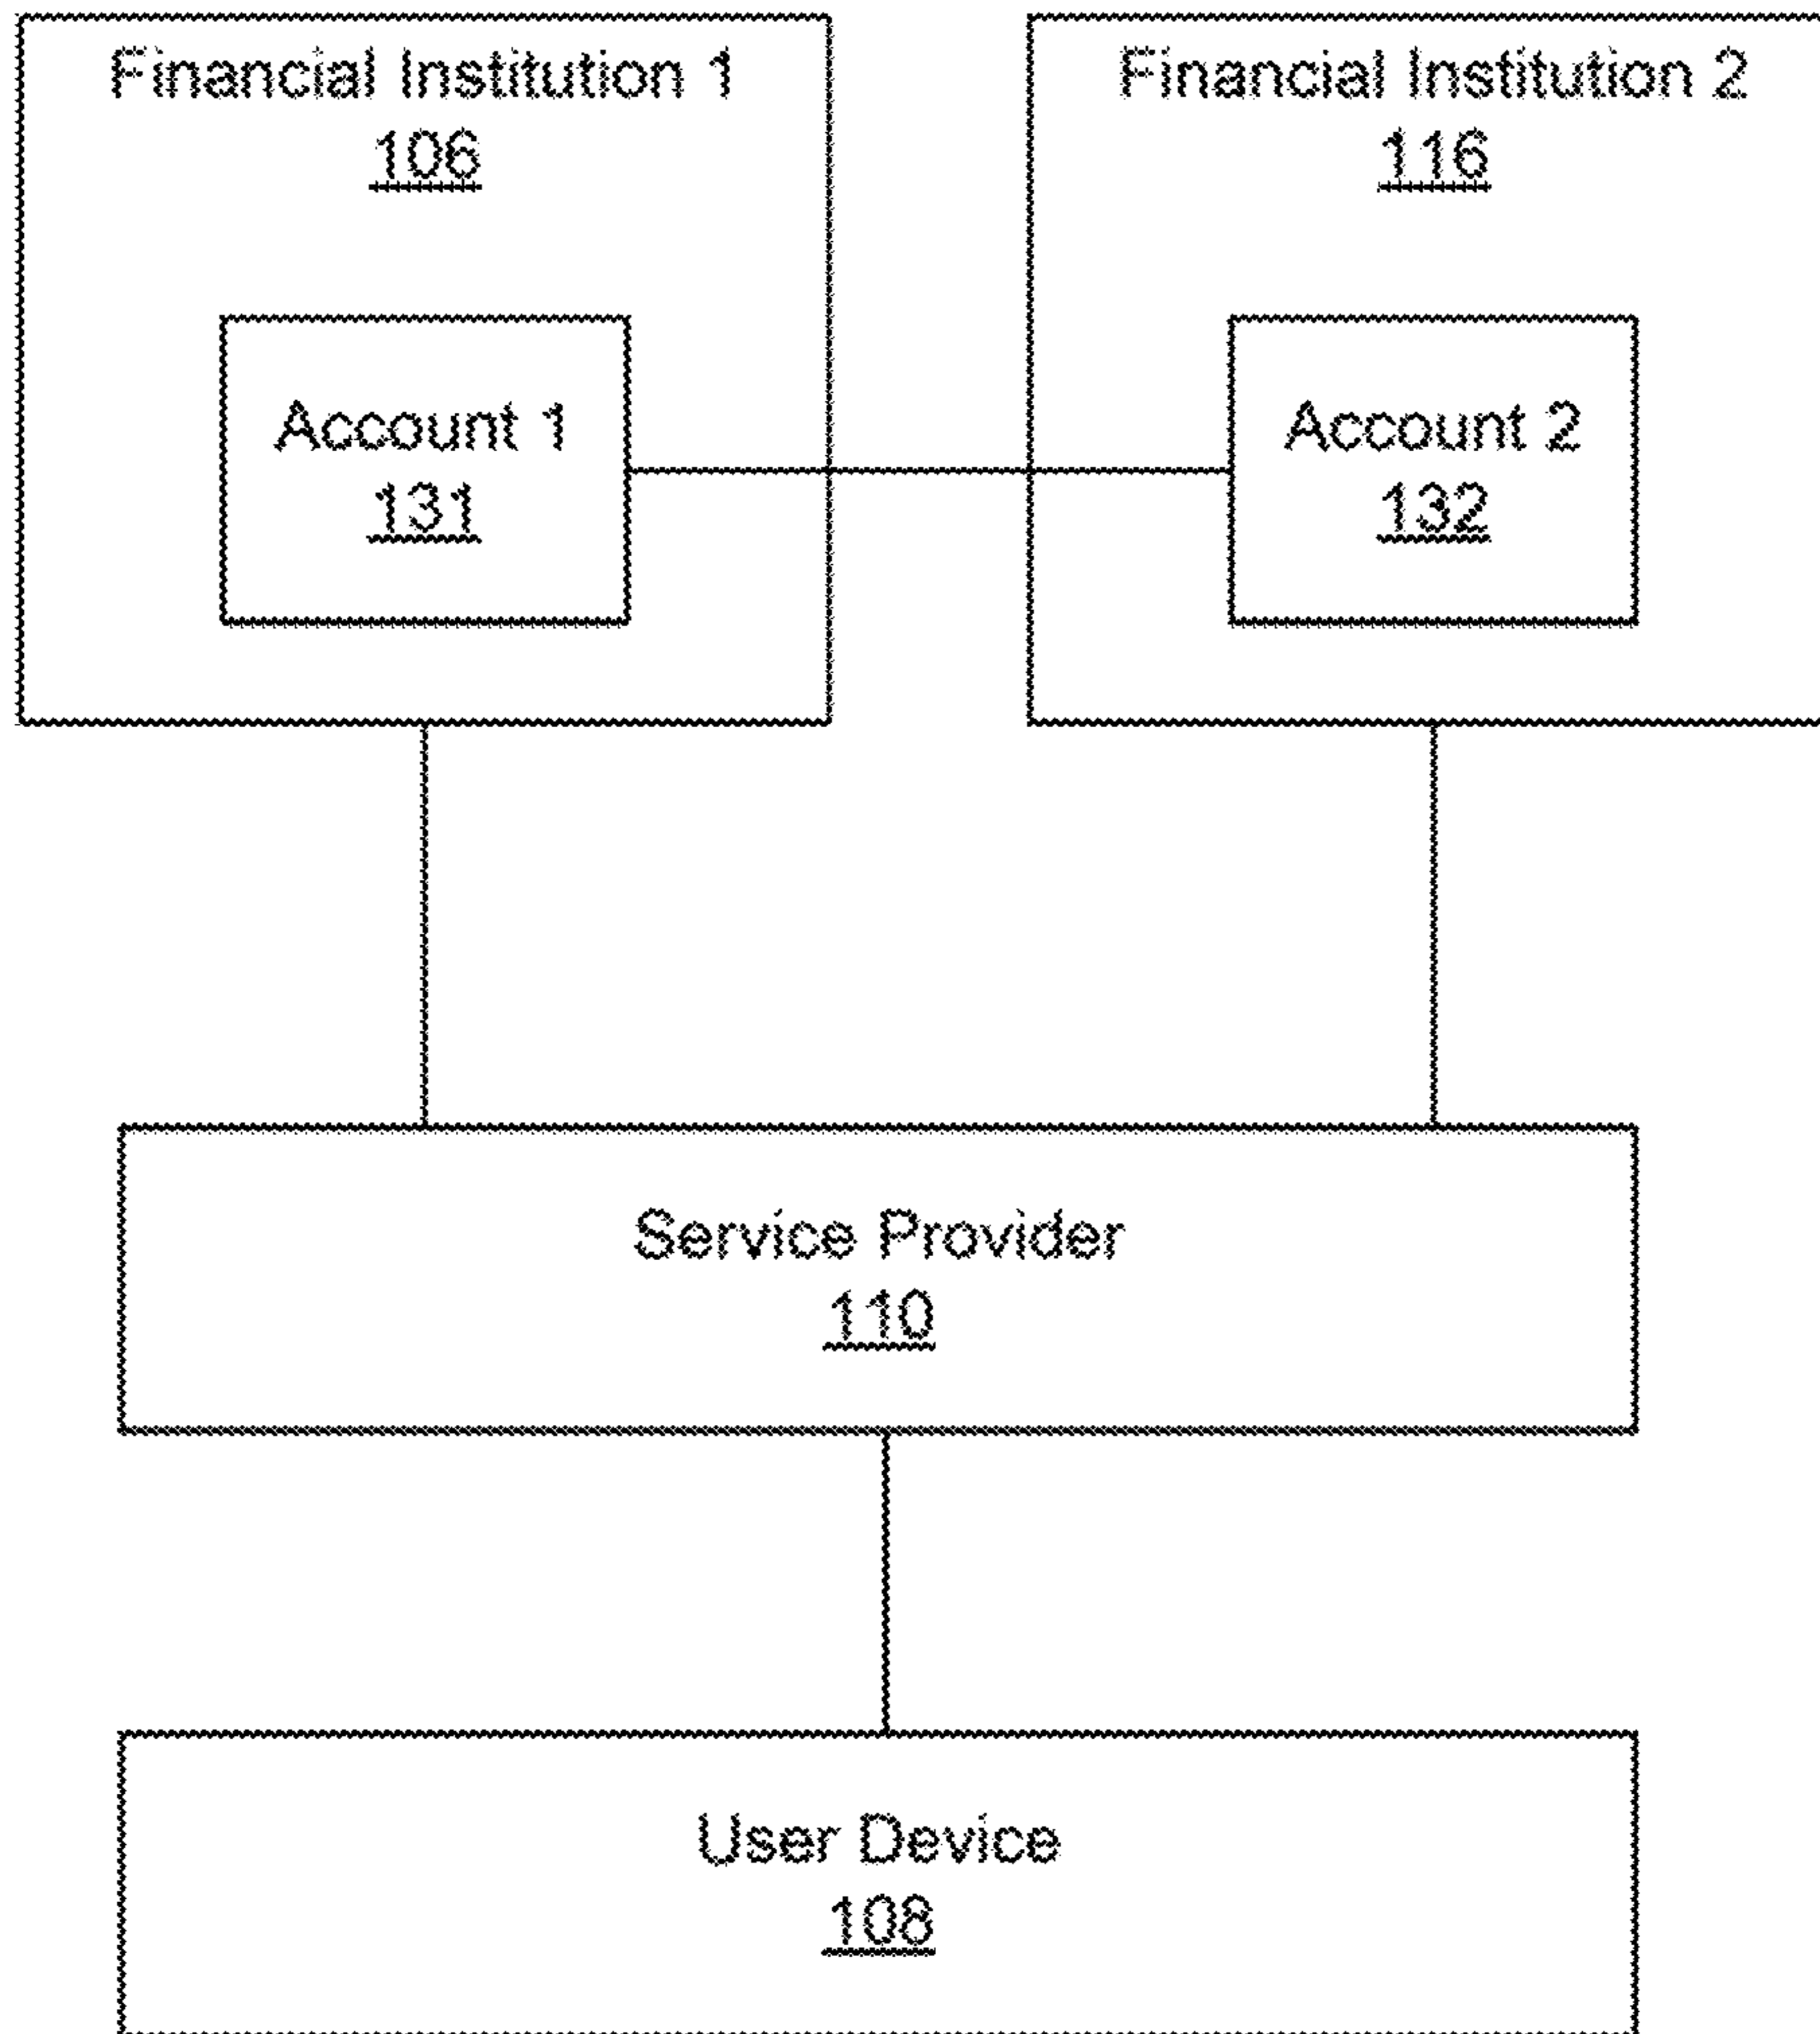 Financial Institution 1
106
Financial Institution 2
116
Account 1
131
Account 2
132
Service Provider
110
User Device
108